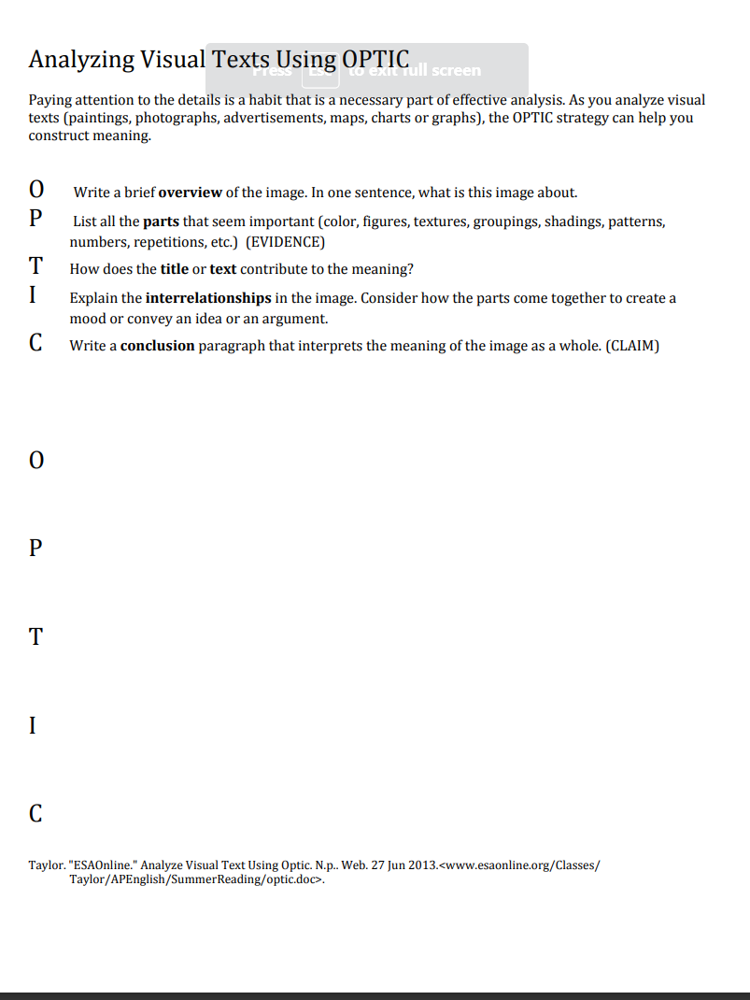 Analyzing Visual Texts Using OPTIC
Press Esc to exit full screen
Paying attention to the details is a habit that is a necessary part of effective analysis. As you analyze visual
texts (paintings, photographs, advertisements, maps, charts or graphs), the OPTIC strategy can help you
construct meaning.
O Write a brief overview of the image. In one sentence, what is this image about.
P List all the parts that seem important (color, figures, textures, groupings, shadings, patterns,
numbers, repetitions, etc.) (EVIDENCE)
T How does the title or text contribute to the meaning?
I Explain the interrelationships in the image. Consider how the parts come together to create a
mood or convey an idea or an argument.
C Write a conclusion paragraph that interprets the meaning of the image as a whole. (CLAIM)
O
P
T
I
C
Taylor. "ESAOnline." Analyze Visual Text Using Optic. N.p.. Web. 27 Jun 2013.<www.esaonline.org/Classes/
Taylor/APEnglish/SummerReading/optic.doc>.